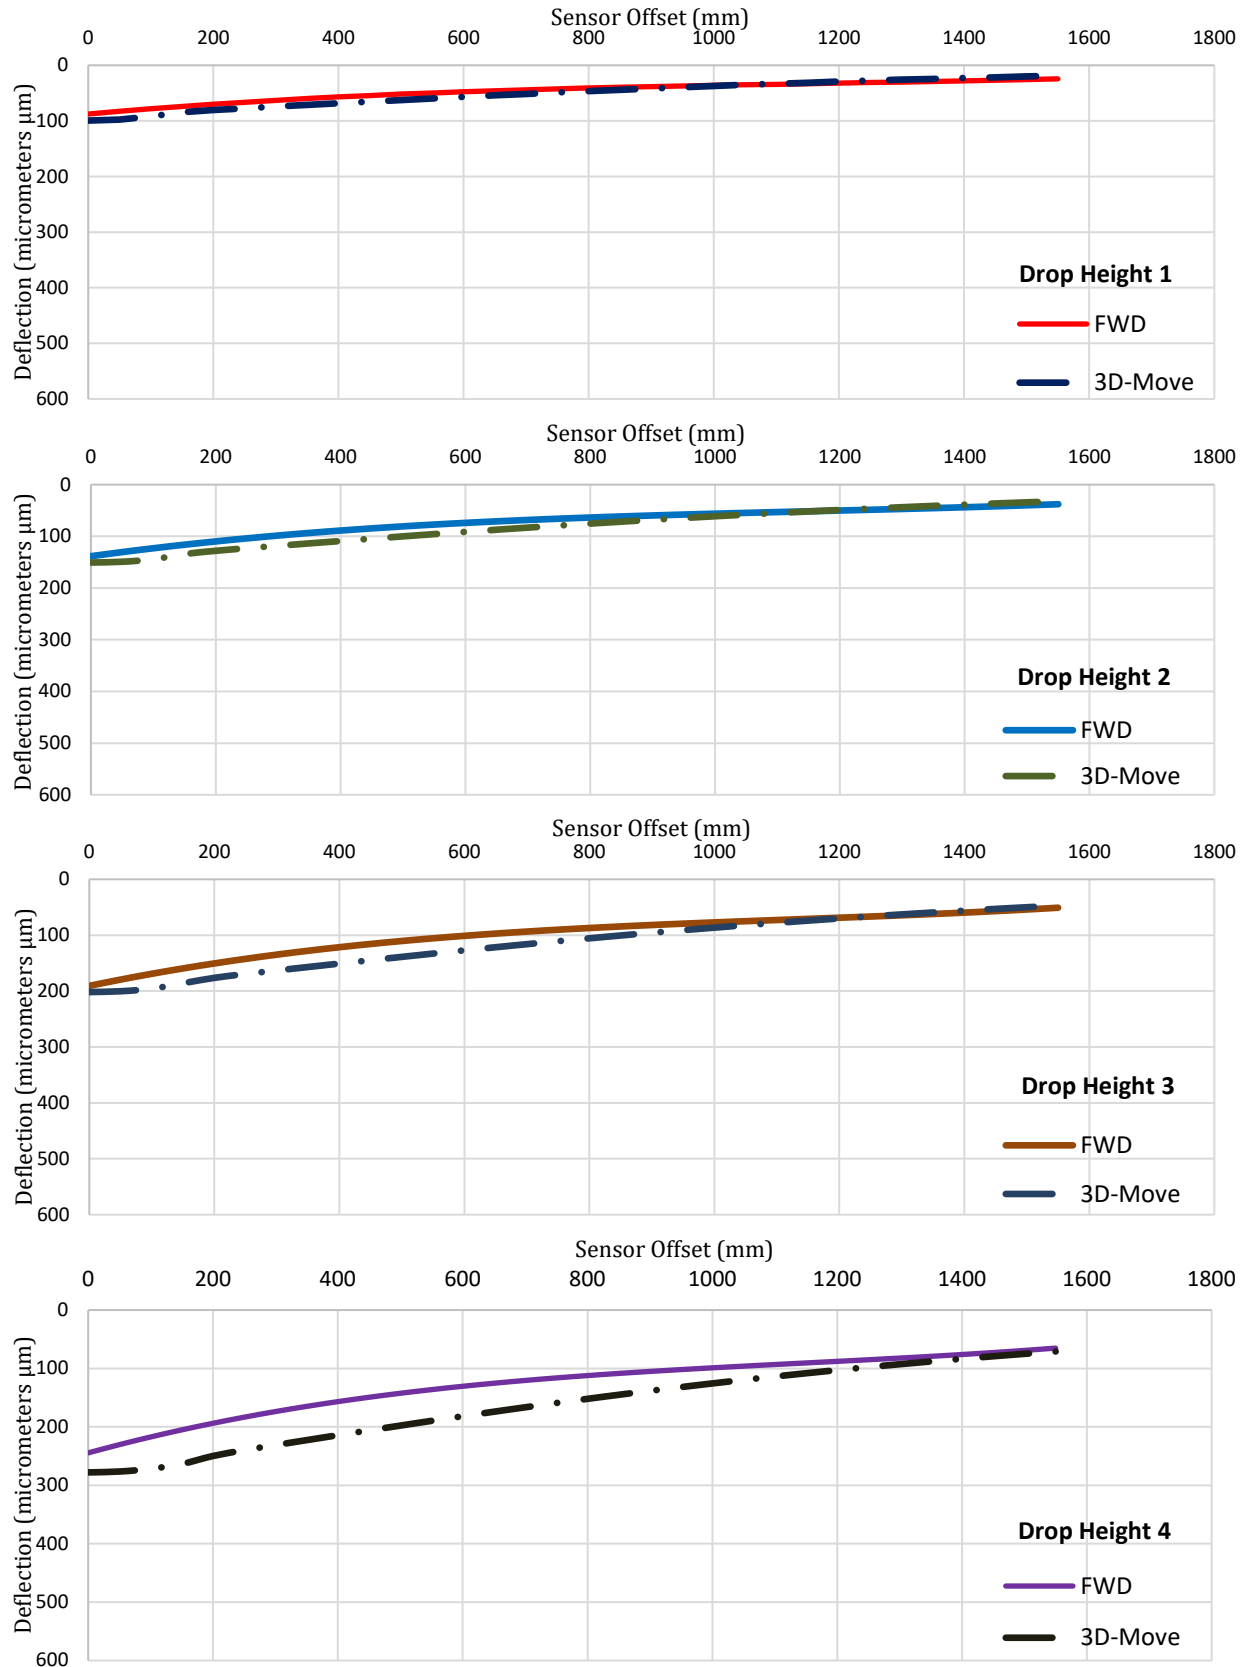 Sensor Offset (mm)
0 200 400 600 800 1000 1200 1400 1600 1800
0
100
200
300
400
500
600
Deflection (micrometers µm)
Drop Height 1
FWD
3D-Move
Sensor Offset (mm)
0 200 400 600 800 1000 1200 1400 1600 1800
0
100
200
300
400
500
600
Deflection (micrometers µm)
Drop Height 2
FWD
3D-Move
Sensor Offset (mm)
0 200 400 600 800 1000 1200 1400 1600 1800
0
100
200
300
400
500
600
Deflection (micrometers µm)
Drop Height 3
FWD
3D-Move
Sensor Offset (mm)
0 200 400 600 800 1000 1200 1400 1600 1800
0
100
200
300
400
500
600
Deflection (micrometers µm)
Drop Height 4
FWD
3D-Move